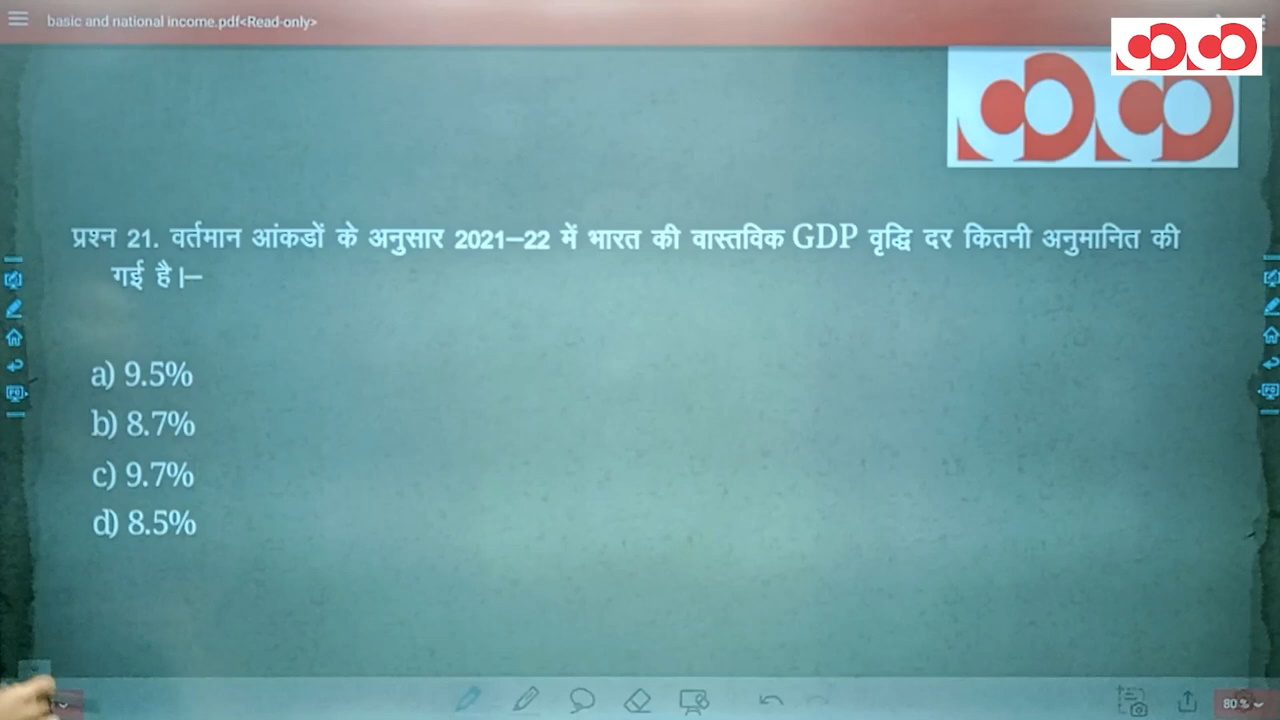 basic and national income.pdf<Read-only>
प्रश्न 21. वर्तमान आंकडों के अनुसार 2021–22 में भारत की वास्तविक GDP वृद्धि दर कितनी अनुमानित की
गई है।–
a) 9.5%
b) 8.7%
c) 9.7%
d) 8.5%
80%